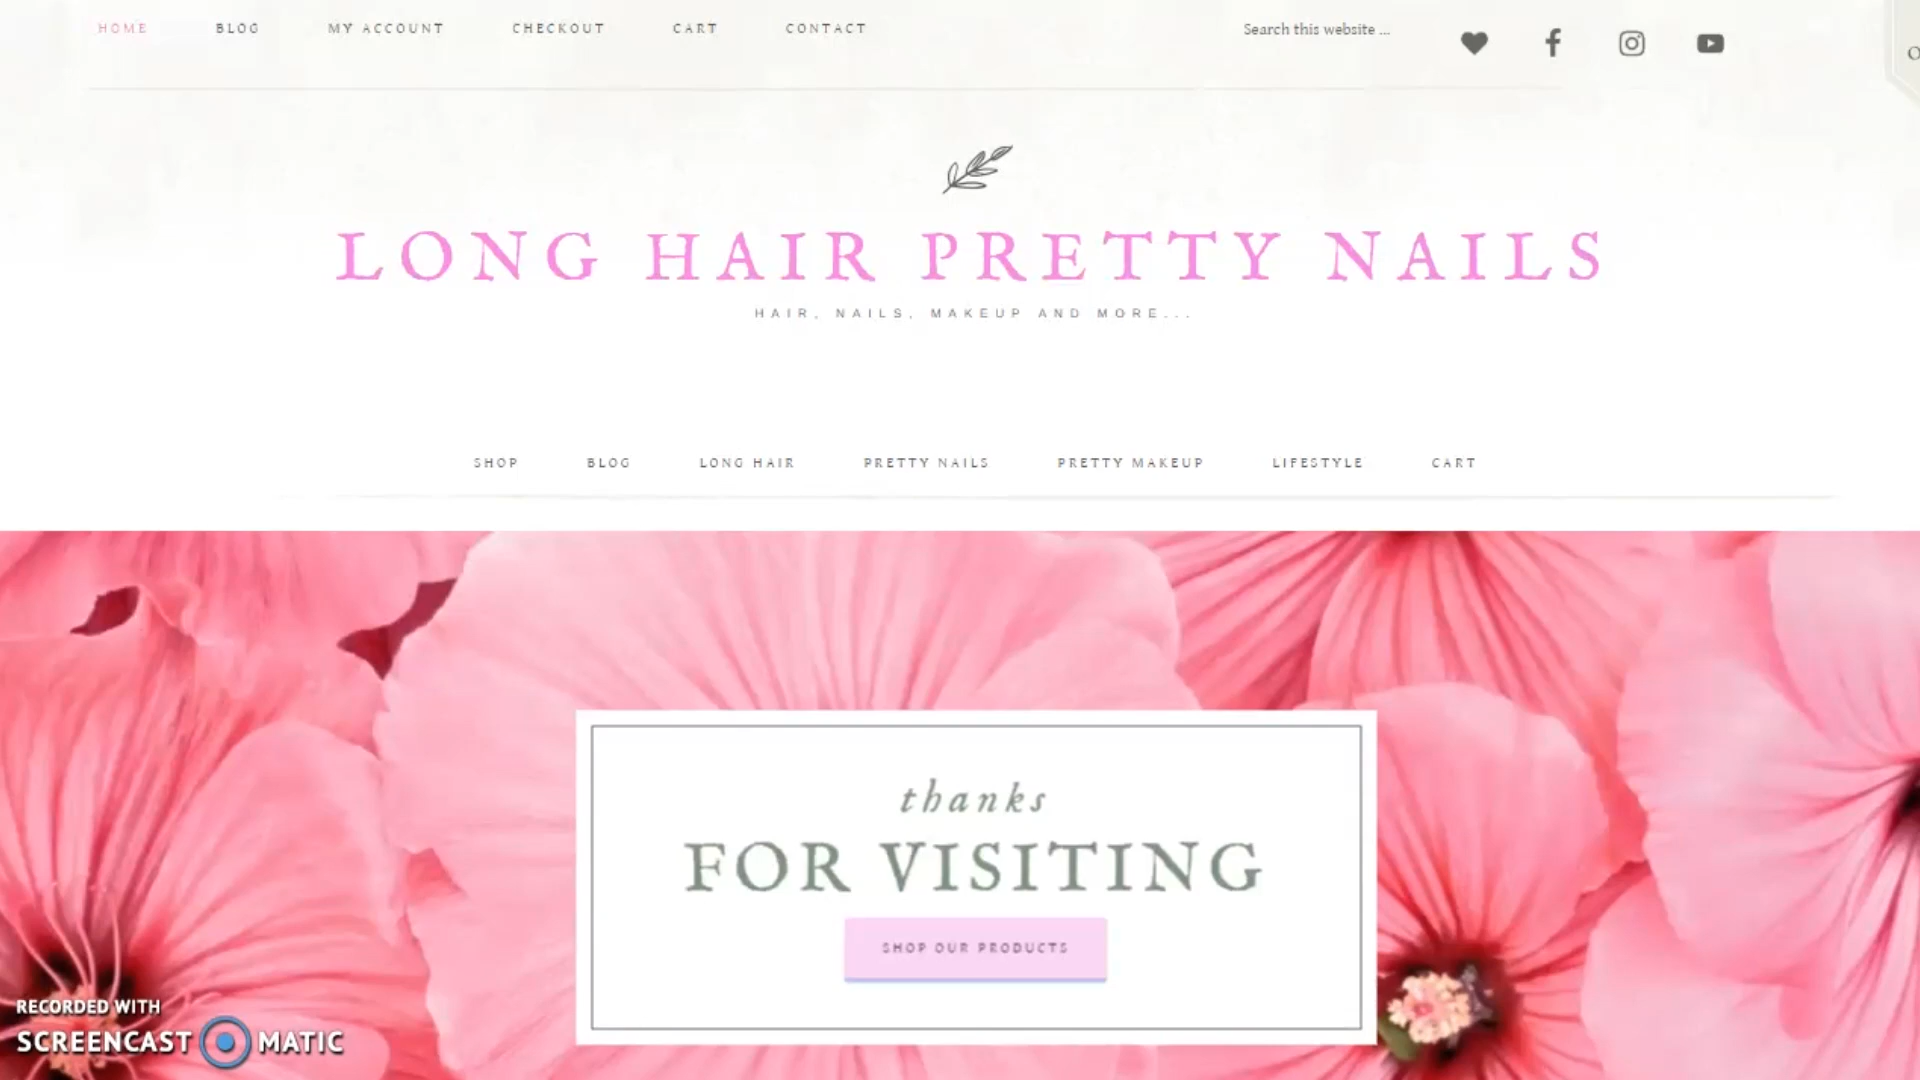 HOME BLOG MY ACCOUNT CHECKOUT CART CONTACT Search this website ...
LONG HAIR PRETTY NAILS
HAIR, NAILS, MAKEUP AND MORE...
SHOP BLOG LONG HAIR PRETTY NAILS PRETTY MAKEUP LIFESTYLE CART
thanks
FOR VISITING
SHOP OUR PRODUCTS
RECORDED WITH
SCREENCAST MATIC